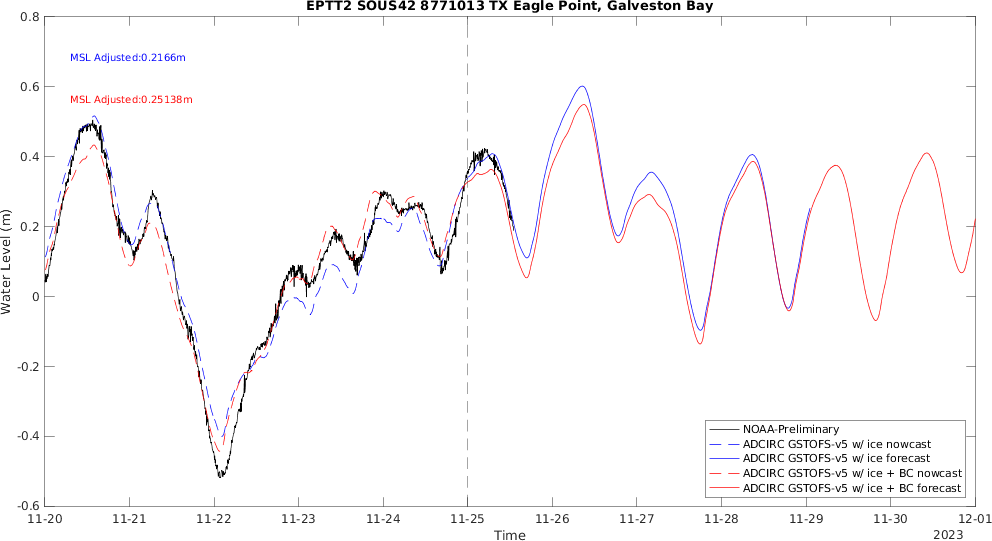 EPTT2 SOUS42 8771013 TX Eagle Point, Galveston Bay
MSL Adjusted:0.2166m
MSL Adjusted:0.25138m
Water Level (m)
0.8
0.6
0.4
0.2
0
-0.2
-0.4
-0.6
NOAA-Preliminary
ADCIRC GSTOFS-v5 w/ ice nowcast
ADCIRC GSTOFS-v5 w/ ice forecast
ADCIRC GSTOFS-v5 w/ ice + BC nowcast
ADCIRC GSTOFS-v5 w/ ice + BC forecast
11-20 11-21 11-22 11-23 11-24 11-25 11-26 11-27 11-28 11-29 11-30 12-01
Time
2023